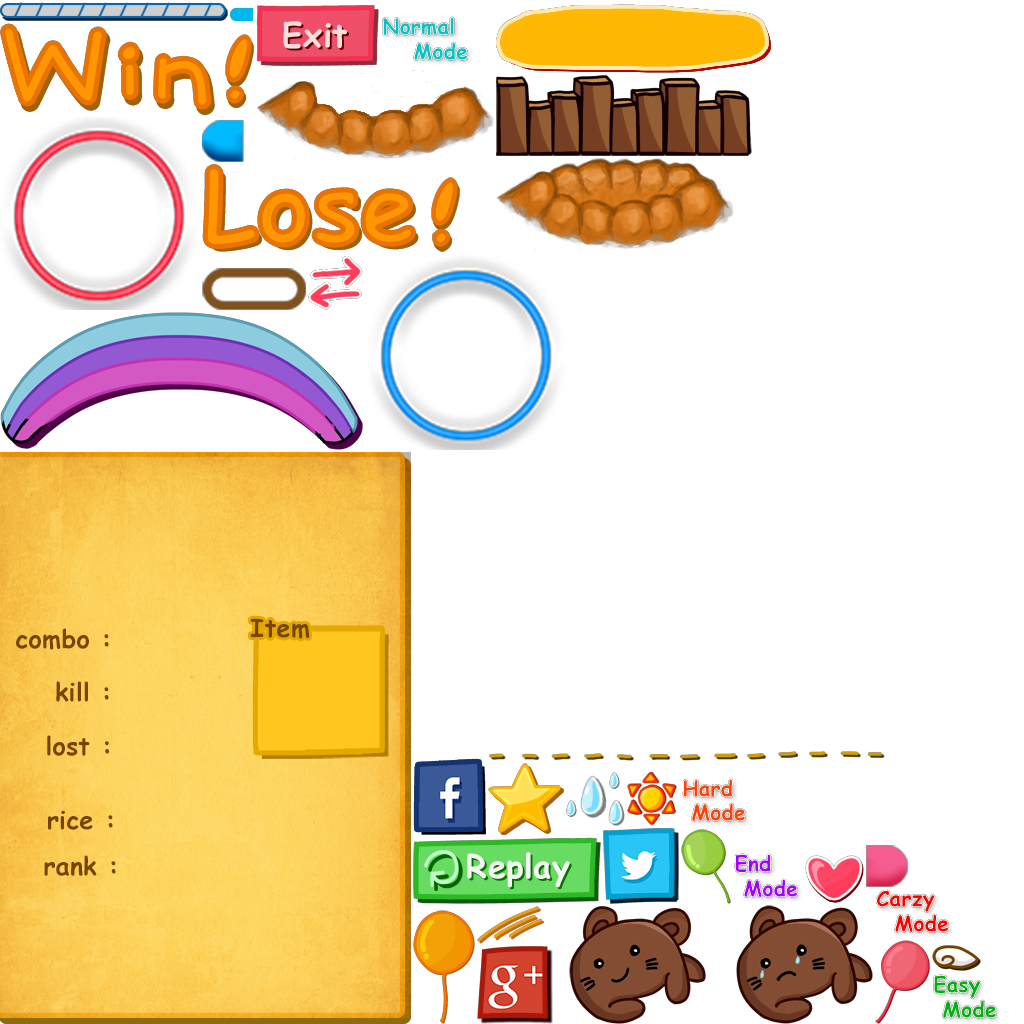 Win!
Exit
Normal
Mode
Lose!
Item
combo :
kill :
lost :
rice :
rank :
f
Hard
Mode
Replay
End
Mode
Carzy
Mode
g+
Easy
Mode